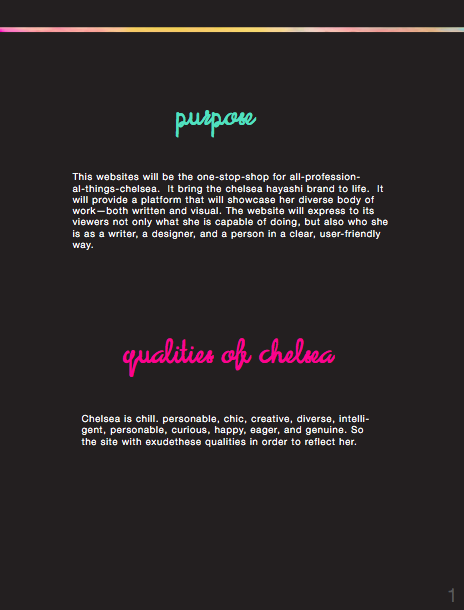 purpose
This websites will be the one-stop-shop for all-profession-
al-things-chelsea.  It bring the chelsea hayashi brand to life.  It
will provide a platform that will showcase her diverse body of
work—both written and visual. The website will express to its
viewers not only what she is capable of doing, but also who she
is as a writer, a designer, and a person in a clear, user-friendly
way.
qualities of chelsea
Chelsea is chill. personable, chic, creative, diverse, intelli-
gent, personable, curious, happy, eager, and genuine. So
the site with exudethese qualities in order to reflect her.
1